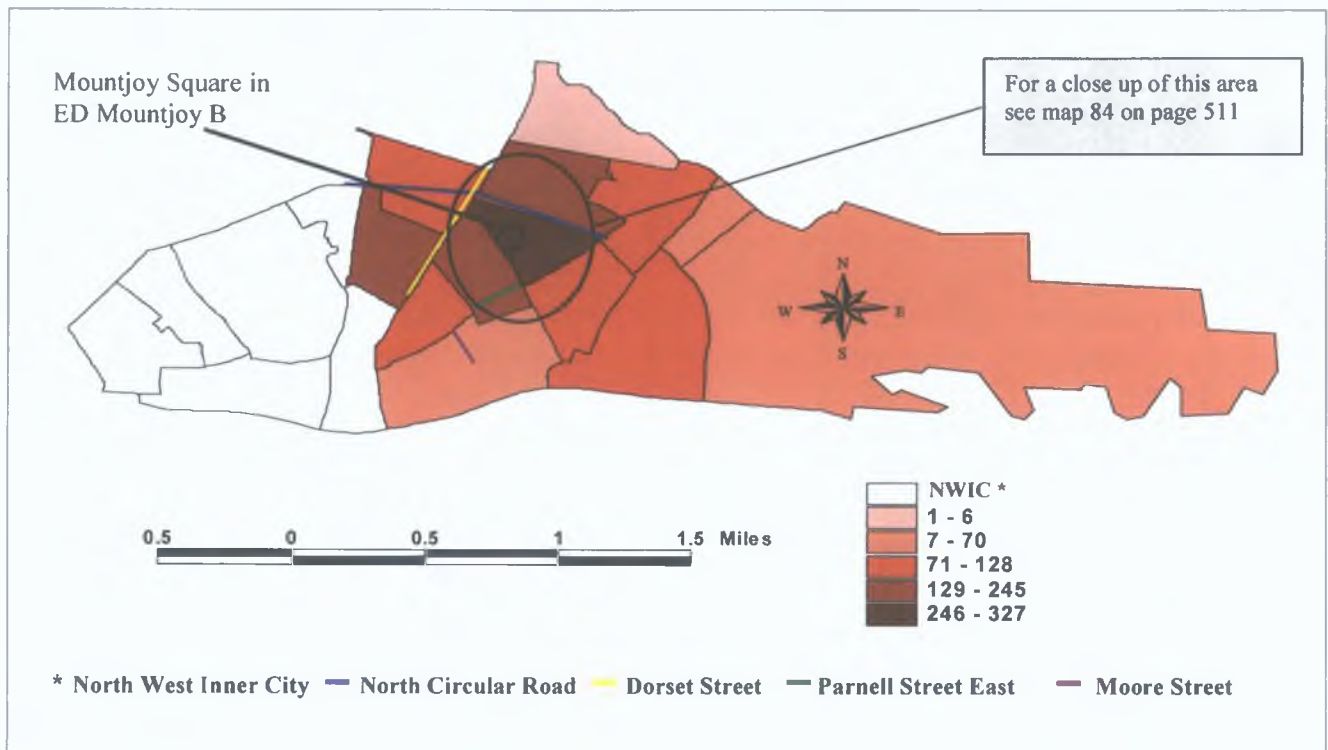 Mountjoy Square in
ED Mountjoy B
For a close up of this area
see map 84 on page 511
N
W E
S
NWIC *
1 - 6
7 - 70
71 - 128
129 - 245
246 - 327
0.5 0 0.5 1 1.5 Miles
* North West Inner City North Circular Road Dorset Street Parnell Street East Moore Street